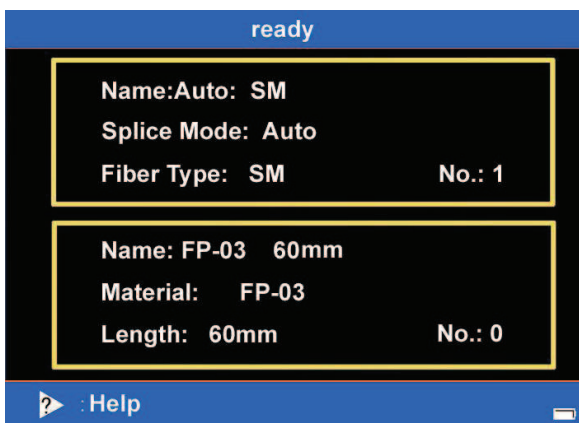 ready
Name:Auto: SM
Splice Mode: Auto
Fiber Type: SM No.: 1
Name: FP-03 60mm
Material: FP-03
Length: 60mm No.: 0
? : Help